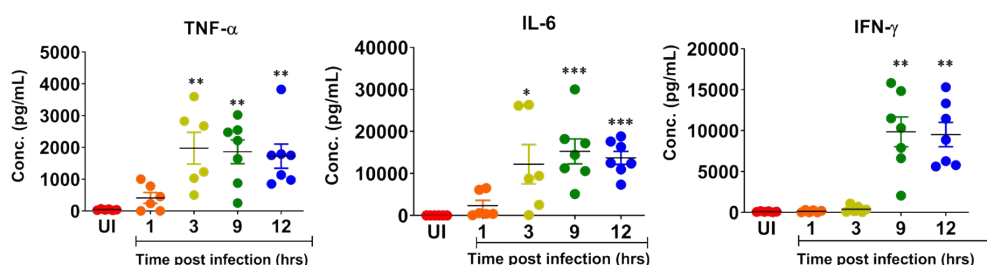 TNF-α
Conc. (pg/mL)
5000
4000
3000
2000
1000
0
** ** **
UI 1 3 9 12
Time post infection (hrs)
IL-6
Conc. (pg/mL)
40000
30000
20000
10000
0
* *** ***
UI 1 3 9 12
Time post infection (hrs)
IFN-γ
Conc. (pg/mL)
20000
15000
10000
5000
0
** **
UI 1 3 9 12
Time post infection (hrs)